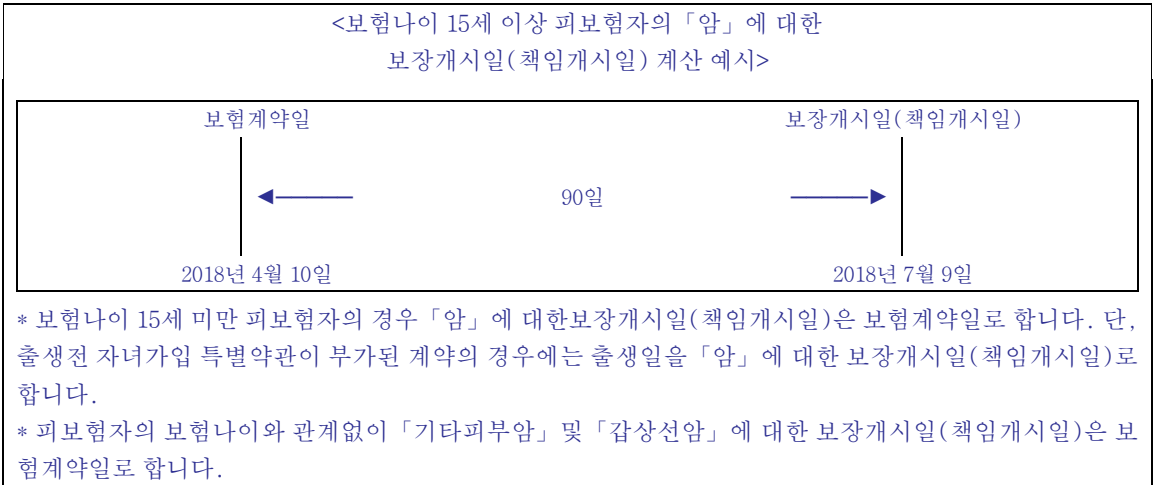 <보험나이 15세 이상 피보험자의「암」에 대한
보장개시일(책임개시일) 계산 예시>
보험계약일
보장개시일(책임개시일)
90일
2018년 4월 10일
2018년 7월 9일
* 보험나이 15세 미만 피보험자의 경우「암」에 대한보장개시일(책임개시일)은 보험계약일로 합니다. 단,
출생전 자녀가입 특별약관이 부가된 계약의 경우에는 출생일을「암」에 대한 보장개시일(책임개시일)로
합니다.
* 피보험자의 보험나이와 관계없이「기타피부암」및「갑상선암」에 대한 보장개시일(책임개시일)은 보
험계약일로 합니다.